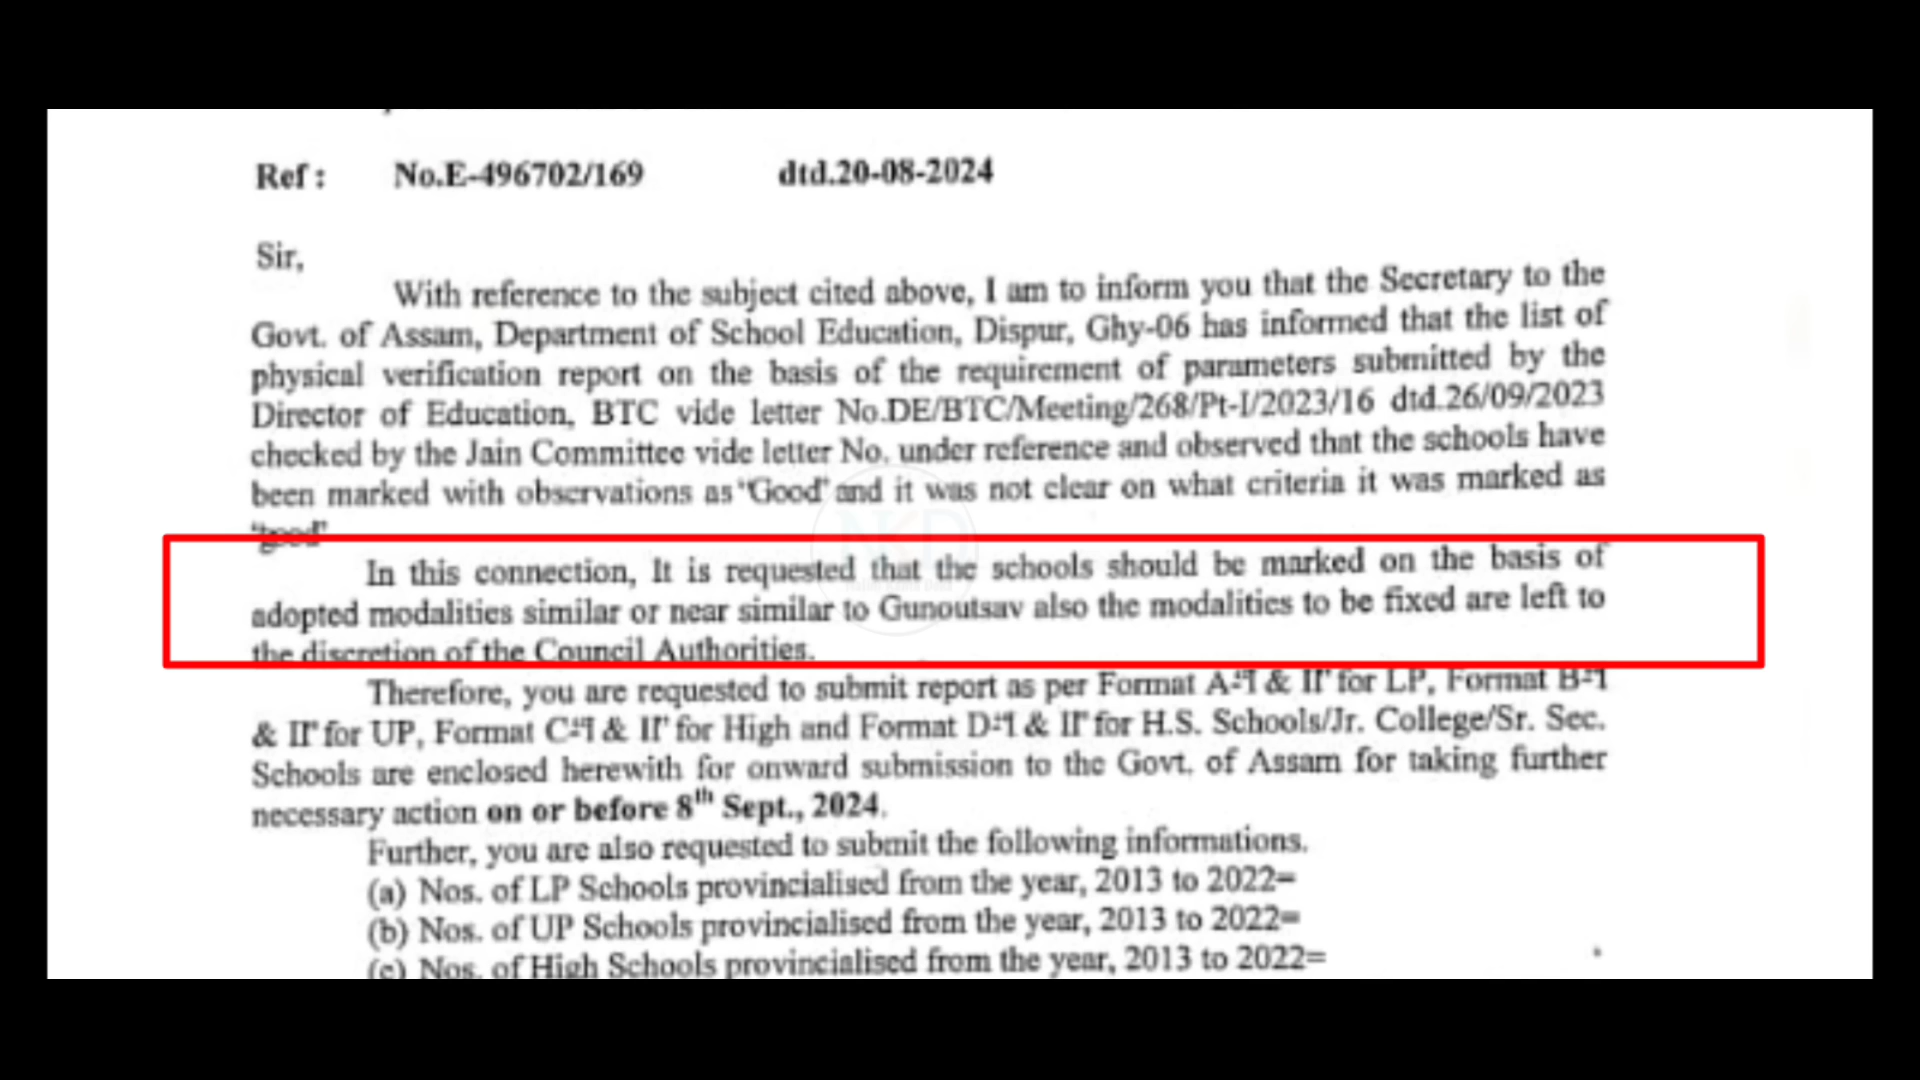 Ref : No.E-496702/169 dtd.20-08-2024
Sir,
With reference to the subject cited above, I am to inform you that the Secretary to the
Govt. of Assam, Department of School Education, Dispur, Ghy-06 has informed that the list of
physical verification report on the basis of the requirement of parameters submitted by the
Director of Education, BTC vide letter No.DE/BTC/Meeting/268/Pt-I/2023/16 dtd.26/09/2023
checked by the Jain Committee vide letter No. under reference and observed that the schools have
been marked with observations as "Good" and it was not clear on what criteria it was marked as
"good"
In this connection, It is requested that the schools should be marked on the basis of
adopted modalities similar or near similar to Gunoutsav also the modalities to be fixed are left to
the discretion of the Council Authorities.
Therefore, you are requested to submit report as per Format A-'I & II' for LP, Format B-'I
& II' for UP, Format C-'I & II' for High and Format D-'I & II' for H.S. Schools/Jr. College/Sr. Sec.
Schools are enclosed herewith for onward submission to the Govt. of Assam for taking further
necessary action on or before 8th Sept., 2024.
Further, you are also requested to submit the following informations.
(a) Nos. of LP Schools provincialised from the year, 2013 to 2022=
(b) Nos. of UP Schools provincialised from the year, 2013 to 2022=
(c) Nos. of High Schools provincialised from the year, 2013 to 2022=
NKD